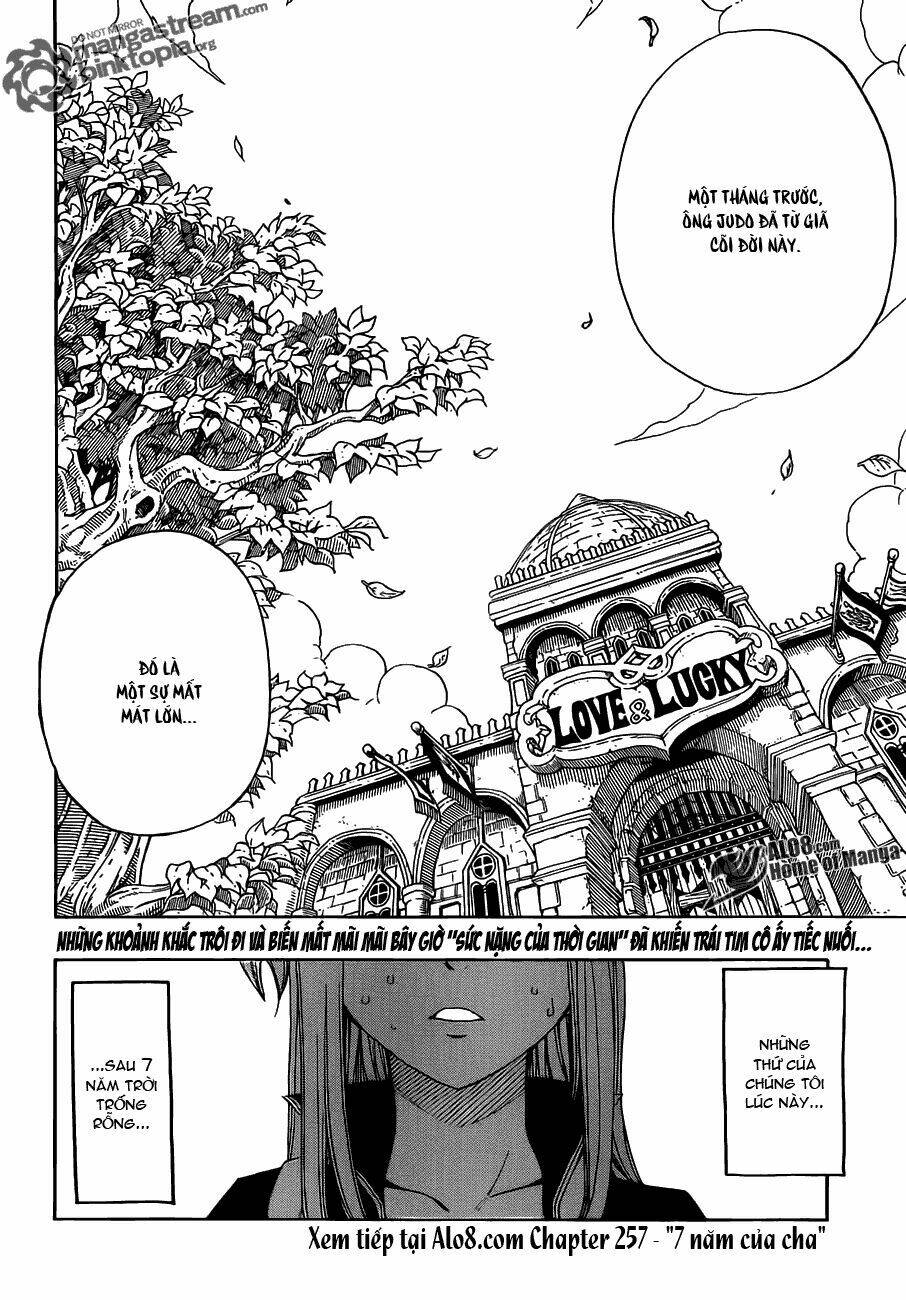 DO NOT MIRROR
mangastream.com
pinktopia.org
MỘT THÁNG TRƯỚC,
ÔNG JUDO ĐÃ TỪ GIÃ
CÕI ĐỜI NÀY.
ĐÓ LÀ
MỘT SỰ MẤT
MÁT LỚN...
LOVE & LUCKY
ALO8.com
Home of Manga
NHỮNG KHOẢNH KHẮC TRÔI ĐI VÀ BIẾN MẤT MÃI MÃI BÂY GIỜ "SỨC NẶNG CỦA THỜI GIAN" ĐÃ KHIẾN TRÁI TIM CÔ ẤY TIẾC NUỐI...
NHỮNG
THỨ CỦA
CHÚNG TÔI
LÚC NÀY...
...SAU 7
NĂM TRỜI
TRỐNG
RỖNG...
Xem tiếp tại Alo8.com Chapter 257 - "7 năm của cha"